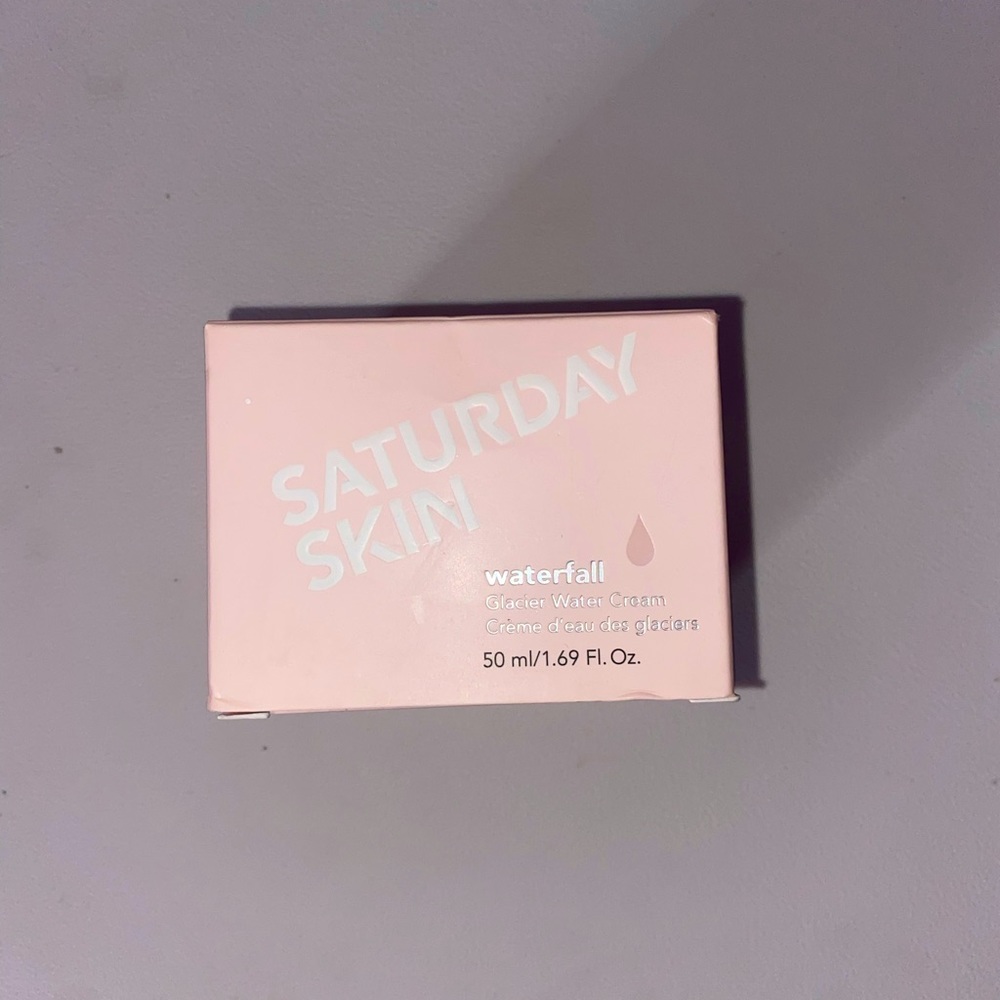 SATURDAY
SKIN
waterfall
Glacier Water Cream
Crème d'eau des glaciers
50 ml/1.69 Fl. Oz.